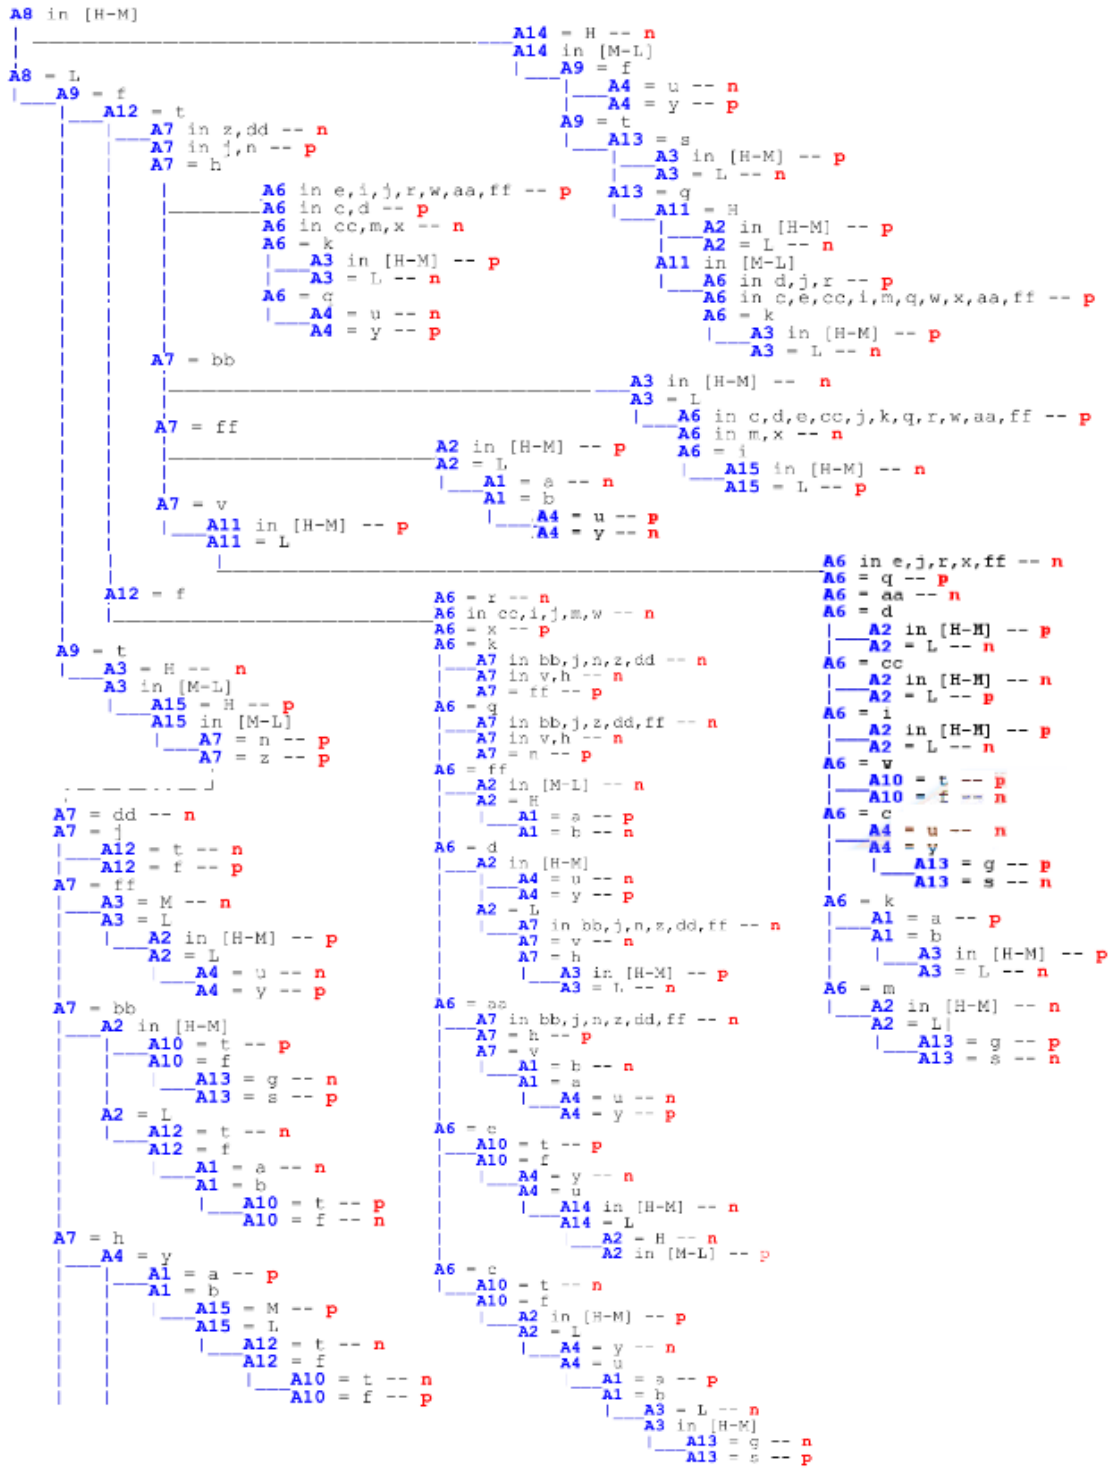 A8 in [H-M]
A14 = H -- n
A14 in [M-L]
A9 = f
A4 = u -- n
A4 = y -- p
A9 = t
A13 = s
A3 in [H-M] -- p
A3 = L -- n
A13 = g
A11 = H
A2 in [H-M] -- p
A2 = L -- n
A11 in [M-L]
A6 in d,j,r -- p
A6 in c,e,cc,i,m,q,w,x,aa,ff -- p
A6 = k
A3 in [H-M] -- p
A3 = L -- n
A8 = L
A9 = f
A12 = t
A7 in z,dd -- n
A7 in j,n -- p
A7 = h
A6 in e,i,j,r,w,aa,ff -- p
A6 in c,d -- p
A6 in cc,m,x -- n
A6 = k
A3 in [H-M] -- p
A3 = L -- n
A6 = q
A4 = u -- n
A4 = y -- p
A7 = bb
A3 in [H-M] -- n
A3 = L
A6 in c,d,e,cc,j,k,q,r,w,aa,ff -- p
A6 in m,x -- n
A6 = i
A15 in [H-M] -- n
A15 = L -- p
A7 = ff
A2 in [H-M] -- p
A2 = L
A1 = a -- n
A1 = b
A4 = u -- p
A4 = y -- n
A7 = v
A11 in [H-M] -- p
A11 = L
A6 in e,j,r,x,ff -- n
A6 = q -- p
A6 = aa -- n
A6 = d
A2 in [H-M] -- p
A2 = L -- n
A6 = cc
A2 in [H-M] -- n
A2 = L -- p
A6 = i
A2 in [H-M] -- p
A2 = L -- n
A6 = w
A10 = t -- p
A10 = f -- n
A6 = c
A4 = u -- n
A4 = y
A13 = g -- p
A13 = s -- n
A6 = k
A1 = a -- p
A1 = b
A3 in [H-M] -- p
A3 = L -- n
A6 = m
A2 in [H-M] -- n
A2 = L
A13 = g -- p
A13 = s -- n
A12 = f
A6 = r -- n
A6 in cc,i,j,m,w -- n
A6 = x -- p
A6 = k
A7 in bb,j,n,z,dd -- n
A7 in v,h -- n
A7 = ff -- p
A6 = q
A7 in bb,j,z,dd,ff -- n
A7 in v,h -- n
A7 = n -- p
A6 = ff
A2 in [M-L] -- n
A2 = H
A1 = a -- p
A1 = b -- n
A6 = d
A2 in [H-M]
A4 = u -- n
A4 = y -- p
A2 = L
A7 in bb,j,n,z,dd,ff -- n
A7 = v -- n
A7 = h
A3 in [H-M] -- p
A3 = L -- n
A6 = aa
A7 in bb,j,n,z,dd,ff -- n
A7 = h -- p
A7 = v
A1 = b -- n
A1 = a
A4 = u -- n
A4 = y -- p
A6 =
A10 = t -- p
A10 = f
A4 = y -- n
A4 = u
A14 in [H-M] -- n
A14 = L
A2 = H -- n
A2 in [M-L] -- p
A6 =
A10 = t -- n
A10 = f
A2 in [H-M] -- p
A2 = L
A4 = y -- n
A4 = u
A1 = a -- p
A1 = b
A3 = L -- n
A3 in [H-M]
A13 = g -- n
A13 = s -- p
A9 = t
A3 = H -- n
A3 in [M-L]
A15 = H -- p
A15 in [M-L]
A7 = n -- p
A7 = z -- p
A7 = dd -- n
A7 = j
A12 = t -- n
A12 = f -- p
A7 = ff
A3 = M -- n
A3 = L
A2 in [H-M] -- p
A2 = L
A4 = u -- n
A4 = y -- p
A7 = bb
A2 in [H-M]
A10 = t -- p
A10 = f
A13 = g -- n
A13 = s -- p
A2 = L
A12 = t -- n
A12 = f
A1 = a -- n
A1 = b
A10 = t -- p
A10 = f -- n
A7 = h
A4 = y
A1 = a -- p
A1 = b
A15 = M -- p
A15 = L
A12 = t -- n
A12 = f
A10 = t -- n
A10 = f -- p